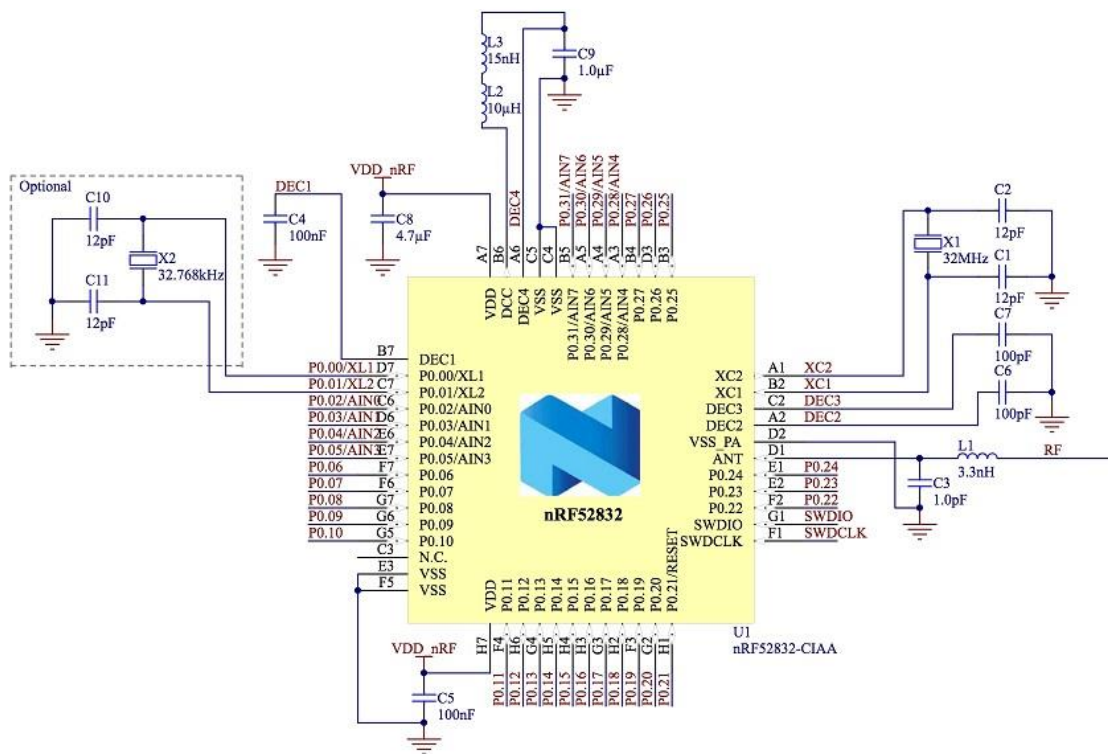 L3
15nH
L2
10µH
C9
1.0µF
DEC4
VDD_nRF
C8
4.7µF
DEC1
C4
100nF
Optional
C10
12pF
X2
32.768kHz
C11
12pF
P0.31/AIN7
P0.30/AIN6
P0.29/AIN5
P0.28/AIN4
P0.27
P0.26
P0.25
A7
B6
A6
C5
C4
B5
A5
A4
A3
B4
D3
B3
VDD
DCC
DEC4
VSS
VSS
P0.31/AIN7
P0.30/AIN6
P0.29/AIN5
P0.28/AIN4
P0.27
P0.26
P0.25
C2
12pF
X1
32MHz
C1
12pF
C7
100pF
C6
100pF
B7 DEC1
P0.00/XL1 D7 P0.00/XL1
P0.01/XL2 C7 P0.01/XL2
P0.02/AIN0 C6 P0.02/AIN0
P0.03/AIN1 D6 P0.03/AIN1
P0.04/AIN2 E6 P0.04/AIN2
P0.05/AIN3 E7 P0.05/AIN3
P0.06 F7 P0.06
P0.07 F6 P0.07
P0.08 G7 P0.08
P0.09 G6 P0.09
P0.10 G5 P0.10
C3 N.C.
E3 VSS
F5 VSS
nRF52832
XC2 A1 XC2
XC1 B2 XC1
DEC3 C2 DEC3
DEC2 A2 DEC2
VSS_PA D2
ANT D1
P0.24 E1 P0.24
P0.23 E2 P0.23
P0.22 F2 P0.22
SWDIO G1 SWDIO
SWDCLK F1 SWDCLK
L1
3.3nH
RF
C3
1.0pF
VDD
P0.11
P0.12
P0.13
P0.14
P0.15
P0.16
P0.17
P0.18
P0.19
P0.20
P0.21/RESET
H7
F4
H6
G4
H5
H4
H3
G3
H2
F3
G2
H1
P0.11
P0.12
P0.13
P0.14
P0.15
P0.16
P0.17
P0.18
P0.19
P0.20
P0.21
U1
nRF52832-CIAA
VDD_nRF
C5
100nF